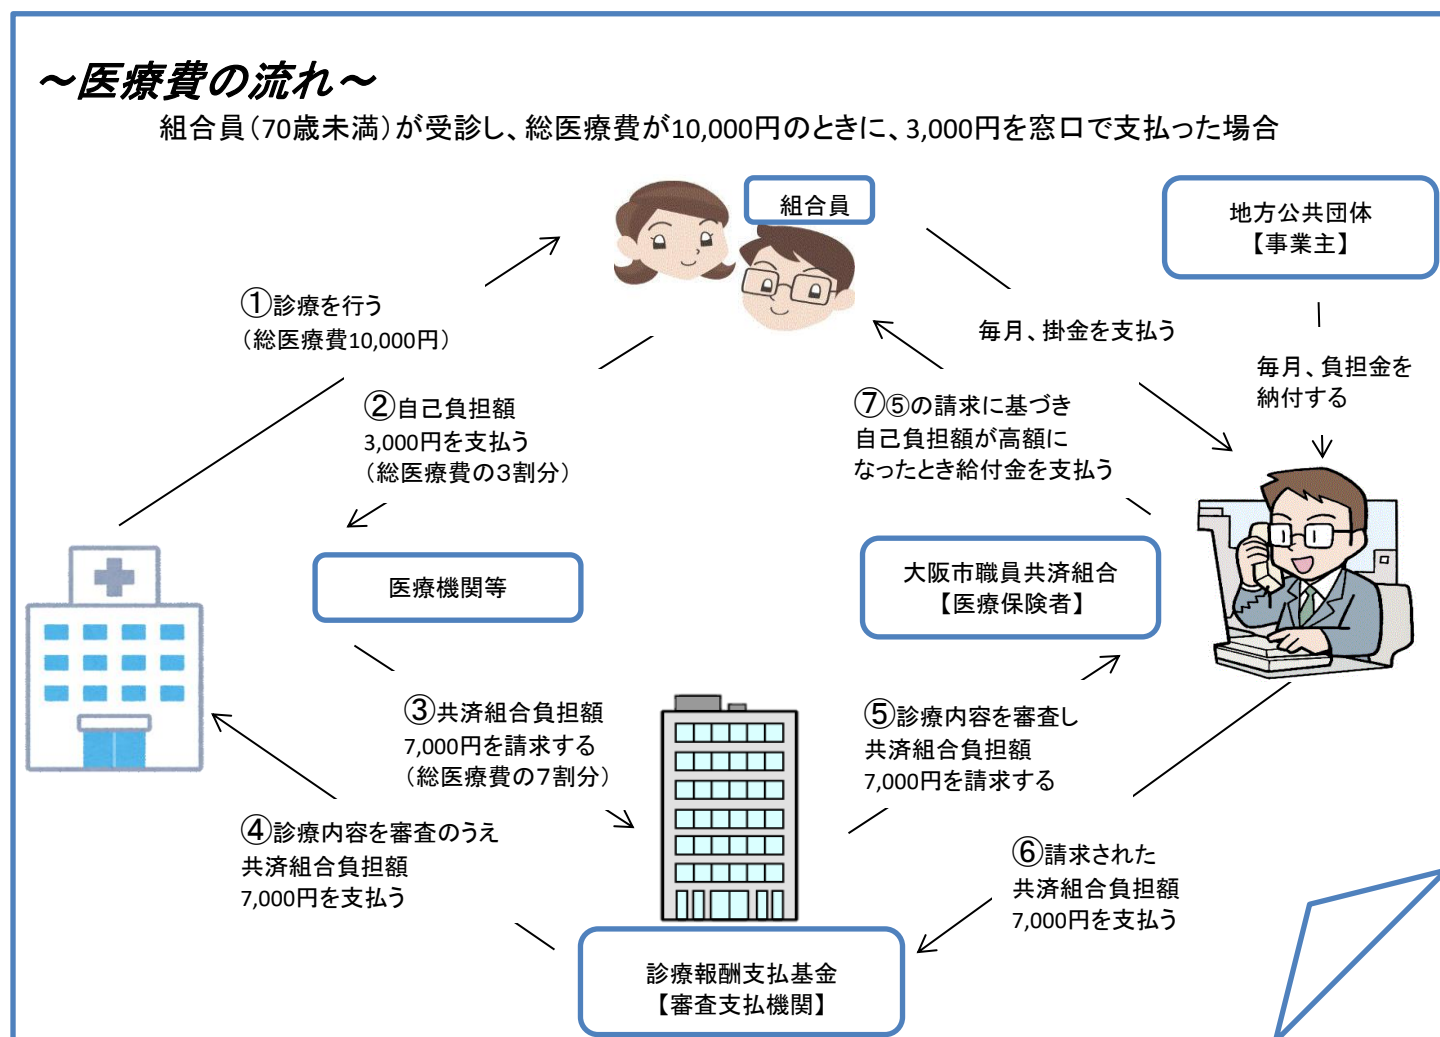 ～医療費の流れ～
組合員（70歳未満）が受診し、総医療費が10,000円のときに、3,000円を窓口で支払った場合
組合員
地方公共団体
【事業主】
①診療を行う
（総医療費10,000円）
毎月、掛金を支払う
毎月、負担金を
納付する
②自己負担額
3,000円を支払う
（総医療費の３割分）
⑦⑤の請求に基づき
自己負担額が高額に
なったとき給付金を支払う
医療機関等
大阪市職員共済組合
【医療保険者】
③共済組合負担額
7,000円を請求する
（総医療費の７割分）
⑤診療内容を審査し
共済組合負担額
7,000円を請求する
④診療内容を審査のうえ
共済組合負担額
7,000円を支払う
⑥請求された
共済組合負担額
7,000円を支払う
診療報酬支払基金
【審査支払機関】